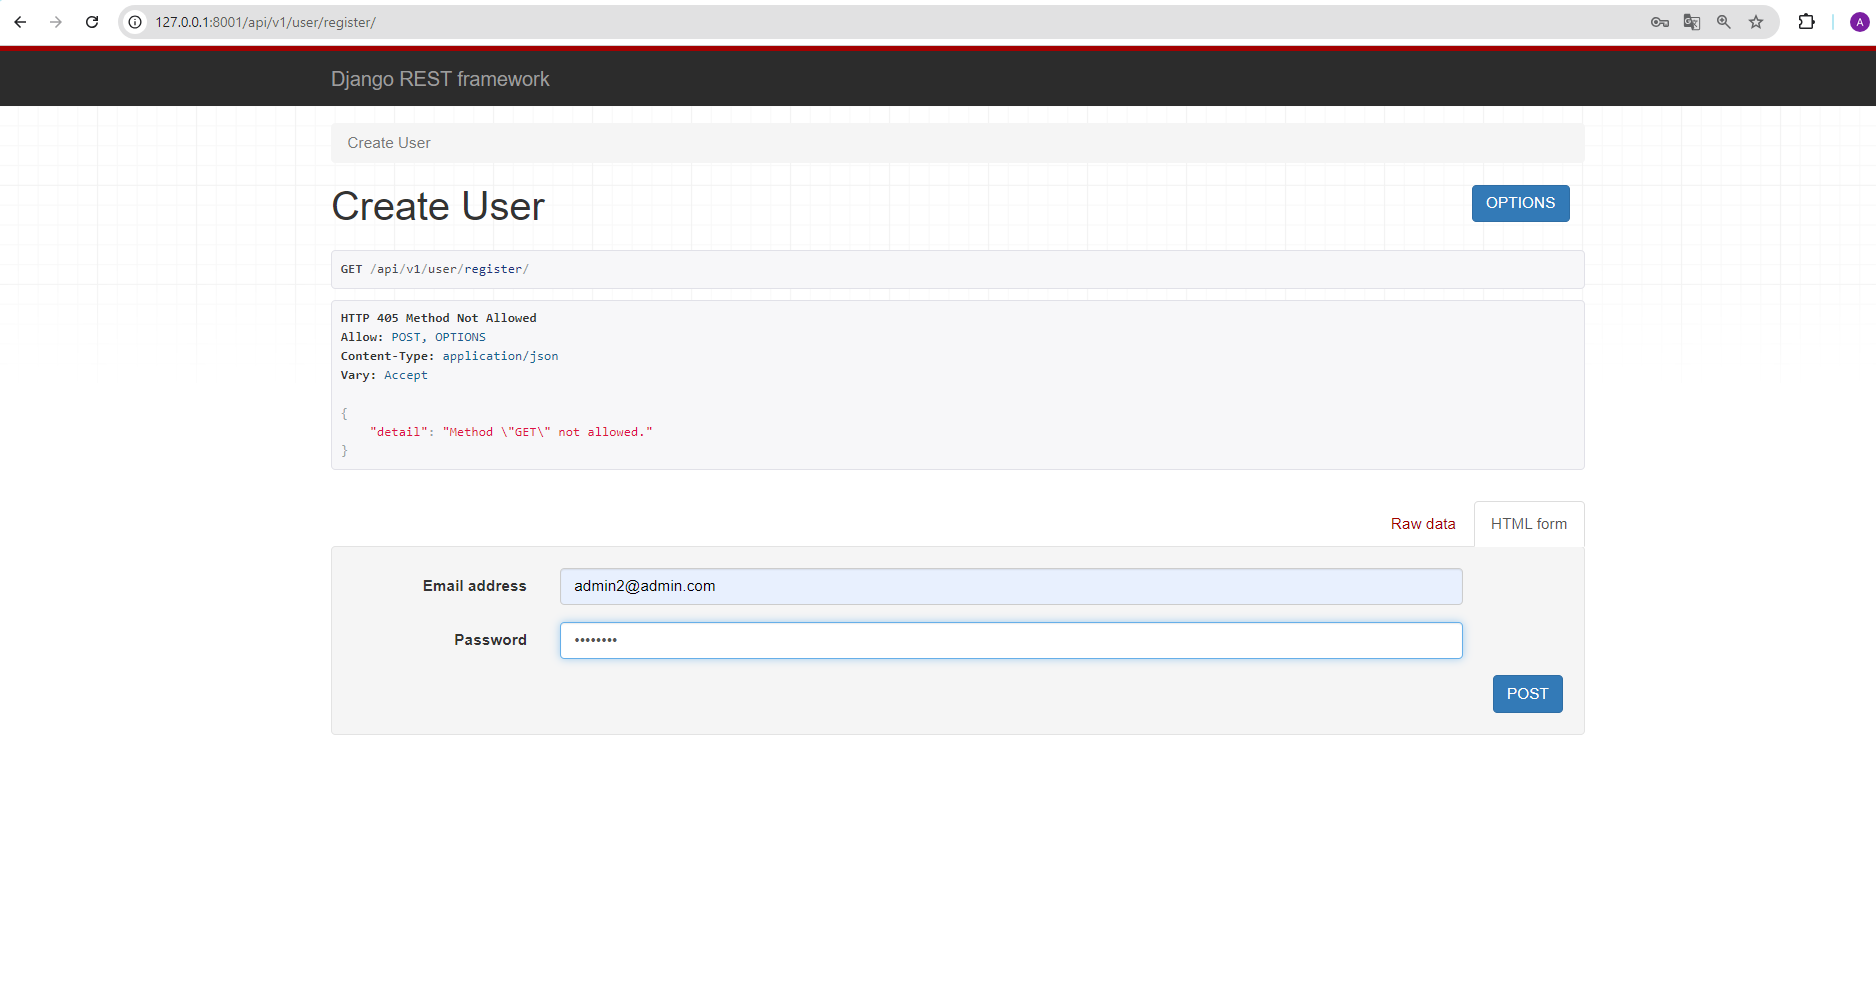 127.0.0.1:8001/api/v1/user/register/
A
Django REST framework
Create User
Create User
OPTIONS
GET /api/v1/user/register/
HTTP 405 Method Not Allowed
Allow: POST, OPTIONS
Content-Type: application/json
Vary: Accept
{
    "detail": "Method \"GET\" not allowed."
}
Raw data
HTML form
Email address
admin2@admin.com
Password
••••••••
POST